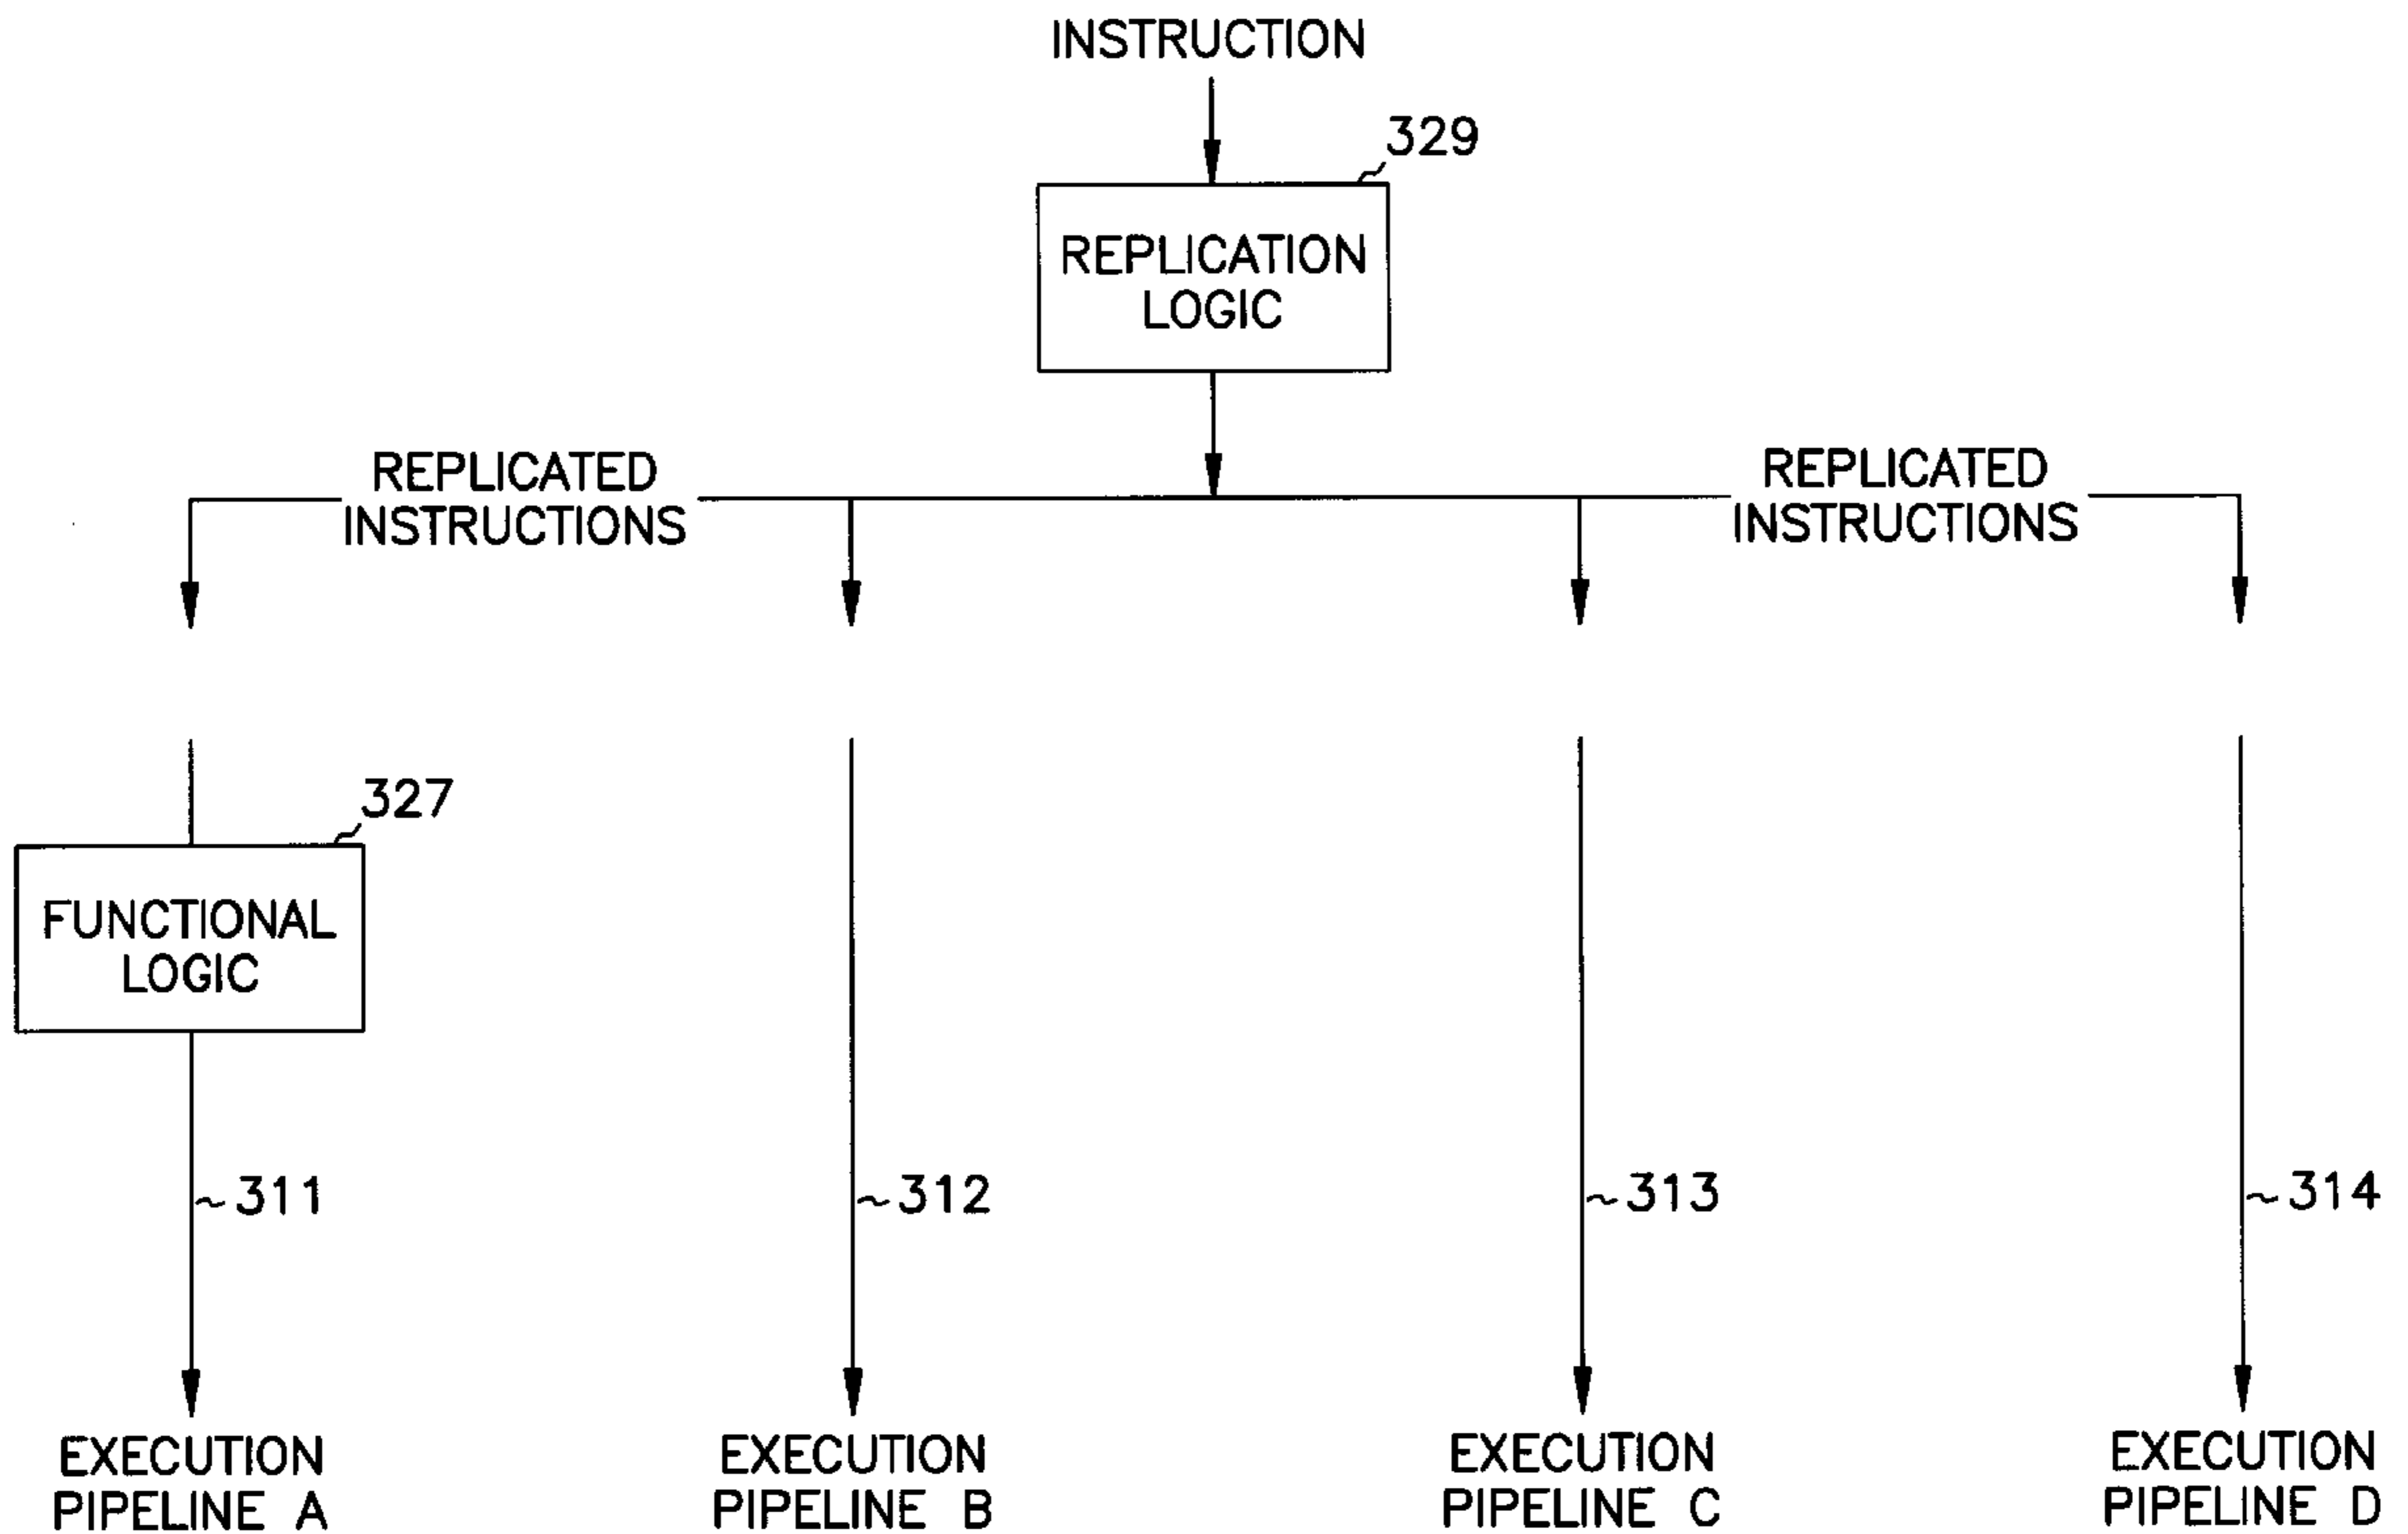 INSTRUCTION
329
REPLICATION
LOGIC
REPLICATED
INSTRUCTIONS
REPLICATED
INSTRUCTIONS
327
FUNCTIONAL
LOGIC
311
312
313
314
EXECUTION
PIPELINE A
EXECUTION
PIPELINE B
EXECUTION
PIPELINE C
EXECUTION
PIPELINE D